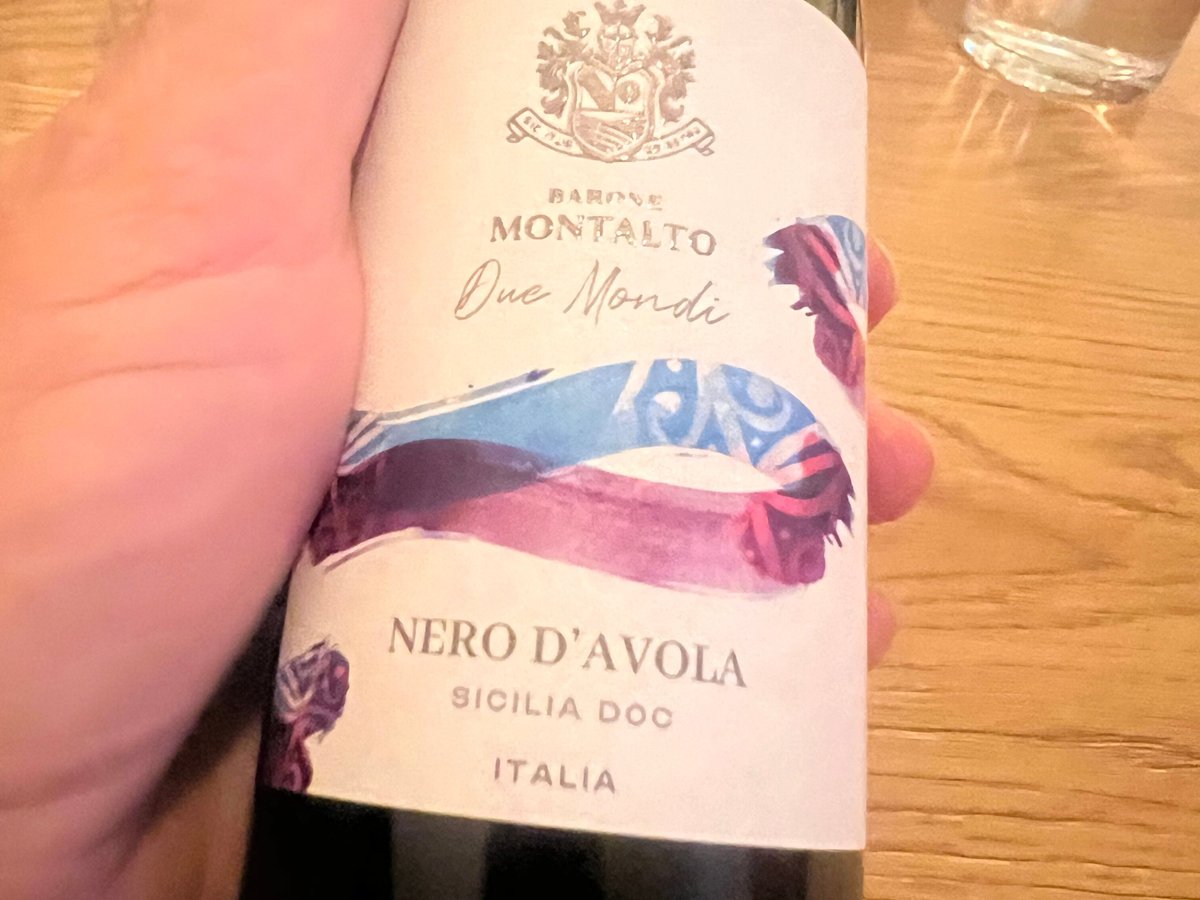 BARONE
MONTALTO
Due Mondi
NERO D'AVOLA
SICILIA DOC
ITALIA